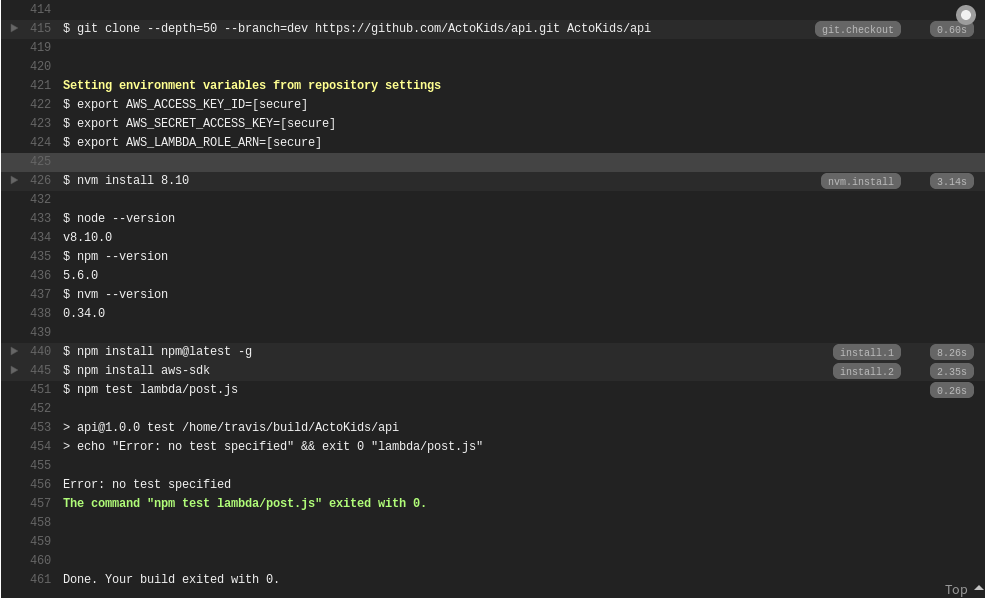 414
415 $ git clone --depth=50 --branch=dev https://github.com/ActoKids/api.git ActoKids/api git.checkout 0.60s
419
420
421 Setting environment variables from repository settings
422 $ export AWS_ACCESS_KEY_ID=[secure]
423 $ export AWS_SECRET_ACCESS_KEY=[secure]
424 $ export AWS_LAMBDA_ROLE_ARN=[secure]
425
426 $ nvm install 8.10 nvm.install 3.14s
432
433 $ node --version
434 v8.10.0
435 $ npm --version
436 5.6.0
437 $ nvm --version
438 0.34.0
439
440 $ npm install npm@latest -g install.1 8.26s
445 $ npm install aws-sdk install.2 2.35s
451 $ npm test lambda/post.js 0.26s
452
453 > api@1.0.0 test /home/travis/build/ActoKids/api
454 > echo "Error: no test specified" && exit 0 "lambda/post.js"
455
456 Error: no test specified
457 The command "npm test lambda/post.js" exited with 0.
458
459
460
461 Done. Your build exited with 0.
Top